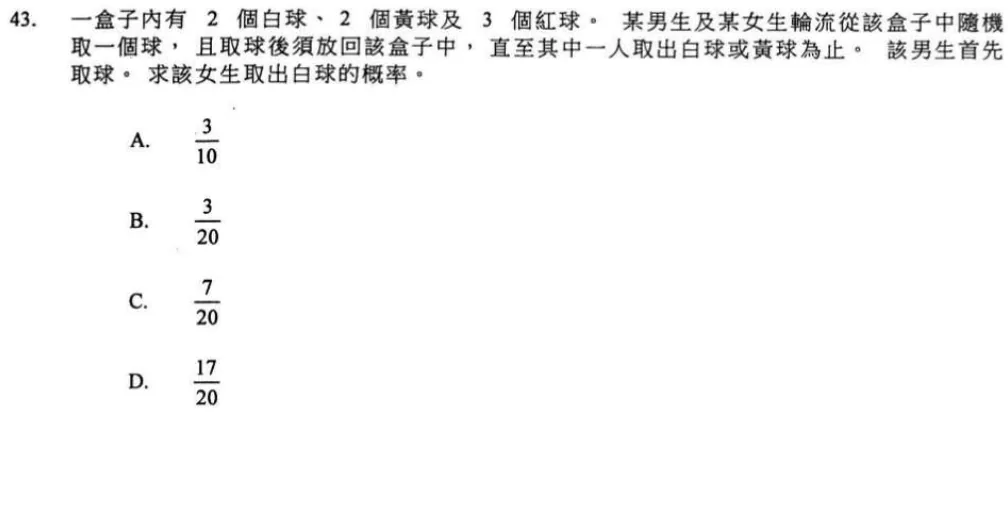 43. 一盒子內有 2 個白球、2 個黃球及 3 個紅球。 某男生及某女生輪流從該盒子中隨機
取一個球，且取球後須放回該盒子中，直至其中一人取出白球或黃球為止。 該男生首先
取球。求該女生取出白球的概率。
A. 3/10
B. 3/20
C. 7/20
D. 17/20